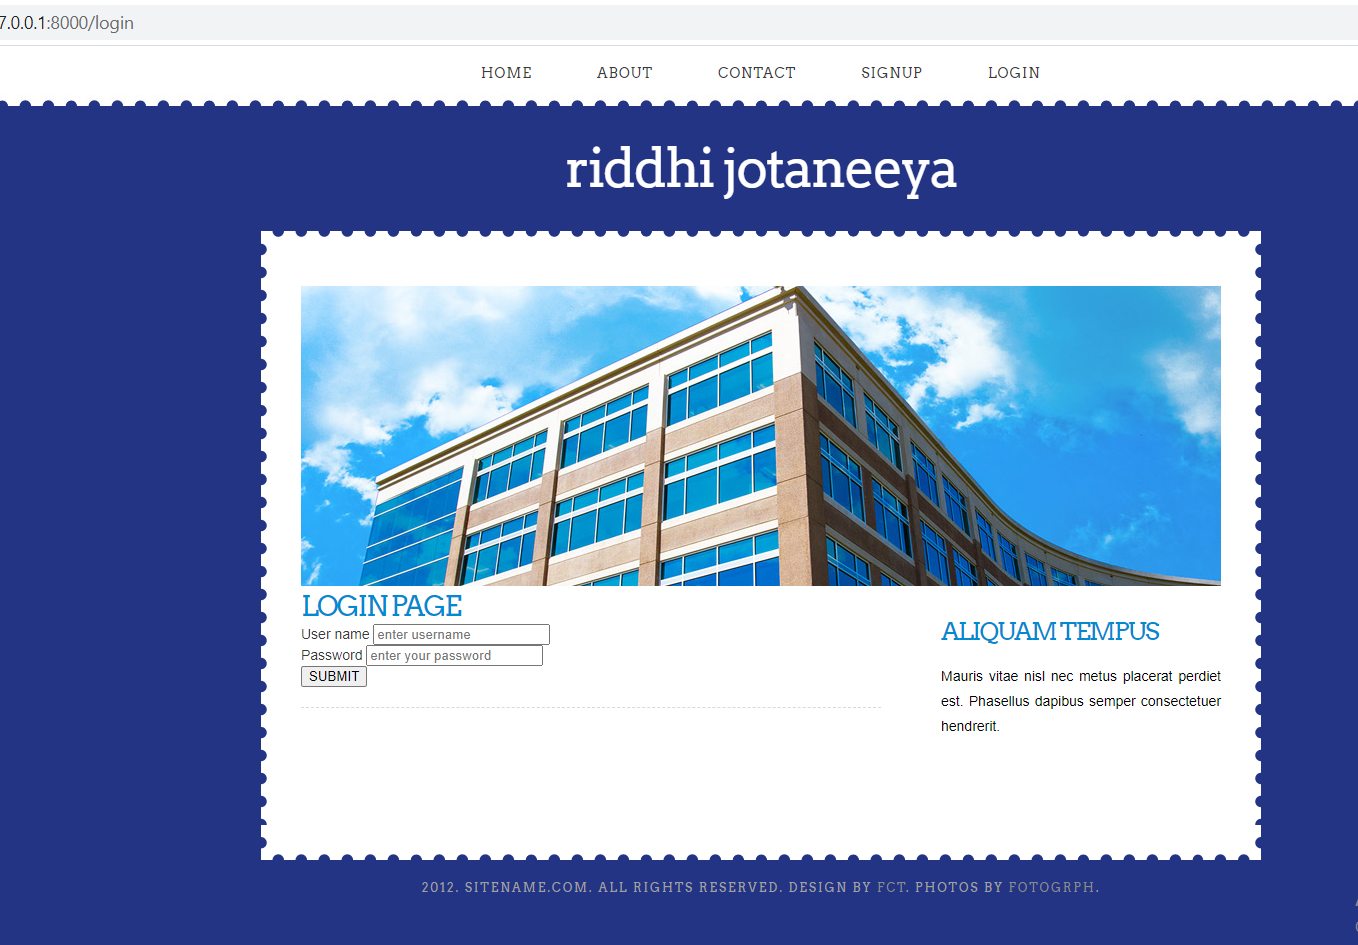 7.0.0.1:8000/login
HOME ABOUT CONTACT SIGNUP LOGIN
riddhi jotaneeya
LOGIN PAGE
User name enter username
Password enter your password
SUBMIT
ALIQUAM TEMPUS
Mauris vitae nisl nec metus placerat perdiet
est. Phasellus dapibus semper consectetuer
hendrerit.
2012. SITENAME.COM. ALL RIGHTS RESERVED. DESIGN BY FCT. PHOTOS BY FOTOGRPH.